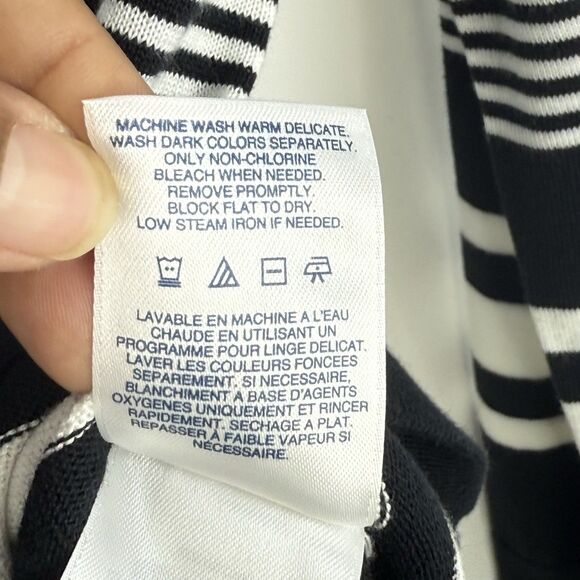 MACHINE WASH WARM DELICATE.
WASH DARK COLORS SEPARATELY.
ONLY NON-CHLORINE
BLEACH WHEN NEEDED.
REMOVE PROMPTLY.
BLOCK FLAT TO DRY.
LOW STEAM IRON IF NEEDED.
LAVABLE EN MACHINE A L'EAU
CHAUDE EN UTILISANT UN
PROGRAMME POUR LINGE DELICAT.
LAVER LES COULEURS FONCEES
SEPAREMENT. SI NECESSAIRE,
BLANCHIMENT A BASE D'AGENTS
OXYGENES UNIQUEMENT ET RINCER
RAPIDEMENT. SECHAGE A PLAT.
REPASSER A FAIBLE VAPEUR SI
NÉCESSAIRE.